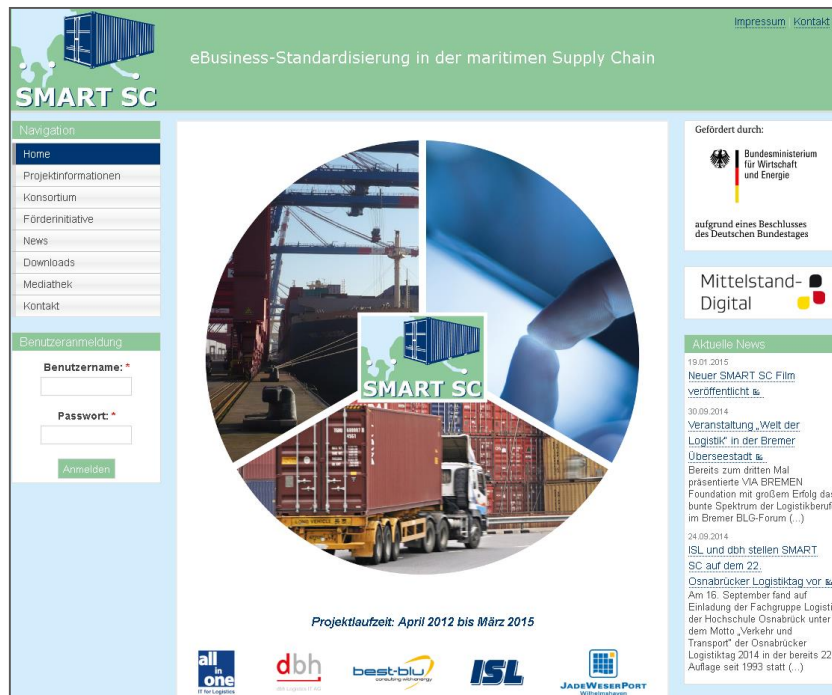 Impressum Kontakt
eBusiness-Standardisierung in der maritimen Supply Chain
SMART SC
Navigation
Home
Projektinformationen
Konsortium
Förderinitiative
News
Downloads
Mediathek
Kontakt
Benutzeranmeldung
Benutzername: *
Passwort: *
Anmelden
SMART SC
Projektlaufzeit: April 2012 bis März 2015
all
in
one
IT for Logistics
dbh
best-blu
consulting with energy
ISL
JADEWESERPORT
Wilhelmshaven
Gefördert durch:
Bundesministerium
für Wirtschaft
und Energie
aufgrund eines Beschlusses
des Deutschen Bundestages
Mittelstand-
Digital
Aktuelle News
19.01.2015
Neuer SMART SC Film
veröffentlicht
30.09.2014
Veranstaltung „Welt der
Logistik" in der Bremer
Überseestadt
Bereits zum dritten Mal
präsentierte VIA BREMEN
Foundation mit großem Erfolg das
bunte Spektrum der Logistikberuf
im Bremer BLG-Forum (...)
24.09.2014
ISL und dbh stellen SMART
SC auf dem 22.
Osnabrücker Logistiktag vor
Am 16. September fand auf
Einladung der Fachgruppe Logisti
der Hochschule Osnabrück unter
dem Motto „Verkehr und
Transport" der Osnabrücker
Logistiktag 2014 in der bereits 22
Auflage seit 1993 statt (...)